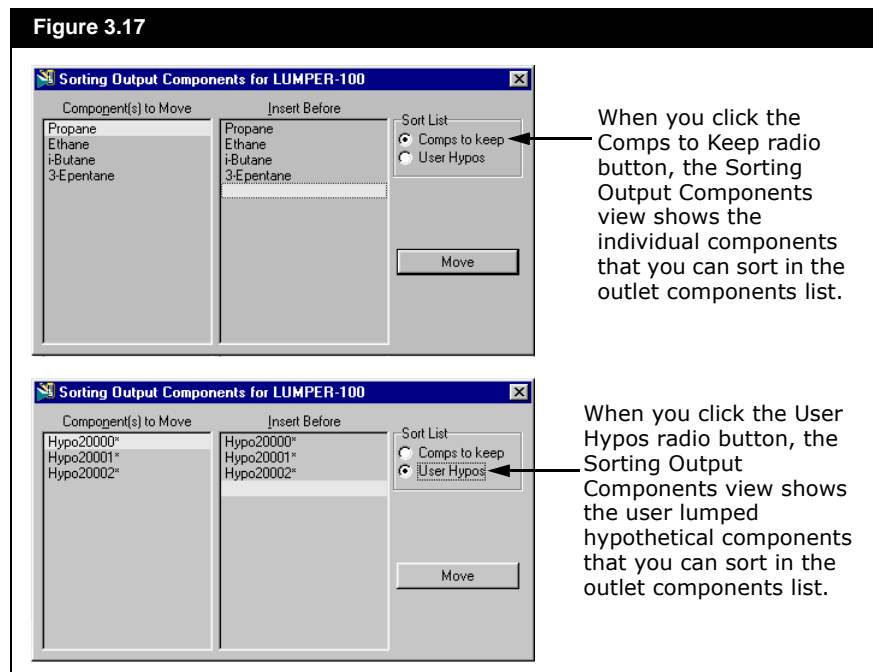 Figure 3.17
Sorting Output Components for LUMPER-100
Component(s) to Move
Insert Before
Propane
Ethane
i-Butane
3-Epentane
Propane
Ethane
i-Butane
3-Epentane
Sort List
Comps to keep
User Hypos
Move
When you click the
Comps to Keep radio
button, the Sorting
Output Components
view shows the
individual components
that you can sort in the
outlet components list.
Sorting Output Components for LUMPER-100
Component(s) to Move
Insert Before
Hypo20000*
Hypo20001*
Hypo20002*
Hypo20000*
Hypo20001*
Hypo20002*
Sort List
Comps to keep
User Hypos
Move
When you click the User
Hypos radio button, the
Sorting Output
Components view shows
the user lumped
hypothetical components
that you can sort in the
outlet components list.